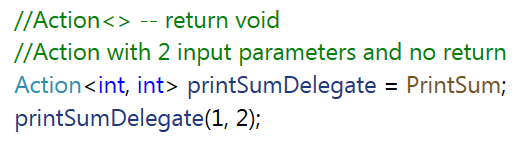 //Action<> -- return void
//Action with 2 input parameters and no return
Action<int, int> printSumDelegate = PrintSum;
printSumDelegate(1, 2);